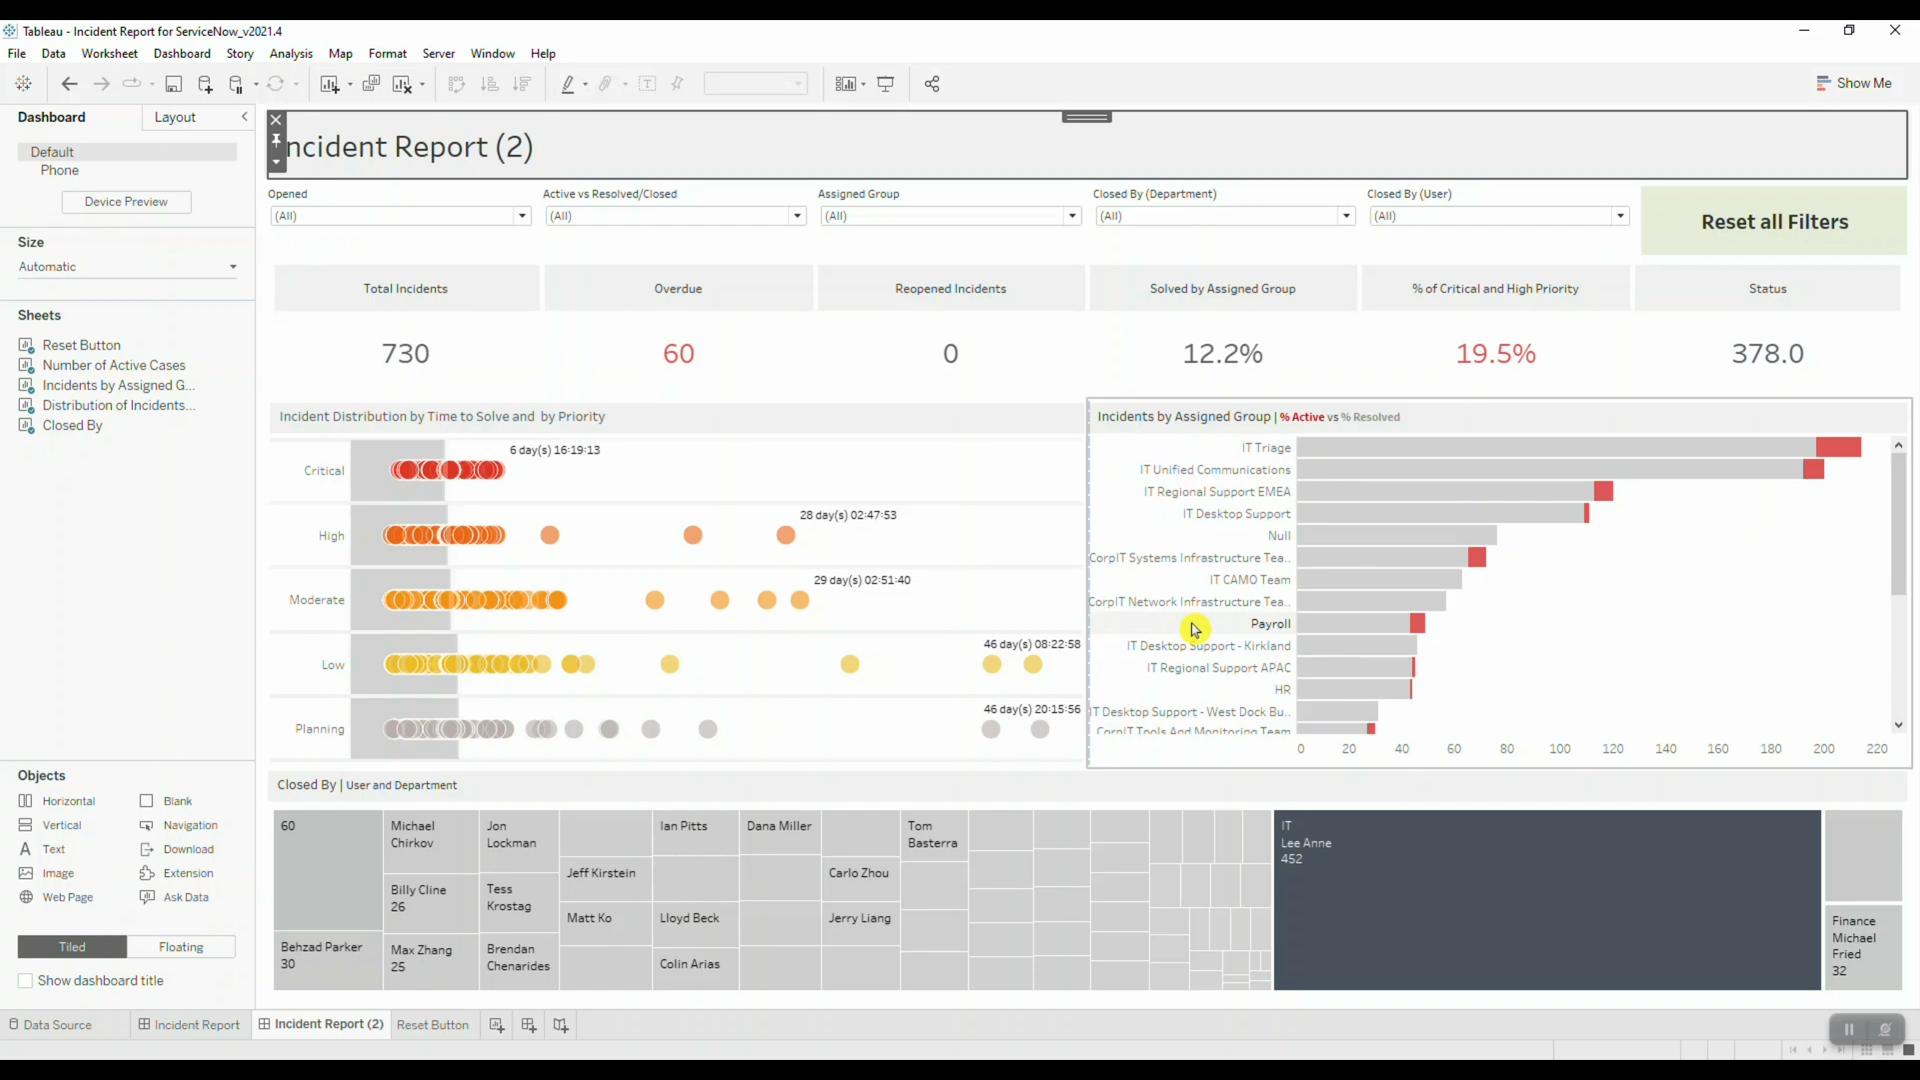 Tableau - Incident Report for ServiceNow_v2021.4
File Data Worksheet Dashboard Story Analysis Map Format Server Window Help
Show Me
Dashboard
Layout
Default
Phone
Device Preview
Size
Automatic
Sheets
Reset Button
Number of Active Cases
Incidents by Assigned G...
Distribution of Incidents...
Closed By
Objects
Horizontal
Blank
Vertical
Navigation
A Text
Download
Image
Extension
Web Page
Ask Data
Tiled
Floating
Show dashboard title
ncident Report (2)
Opened
(All)
Active vs Resolved/Closed
(All)
Assigned Group
(All)
Closed By (Department)
(All)
Closed By (User)
(All)
Reset all Filters
Total Incidents
730
Overdue
60
Reopened Incidents
0
Solved by Assigned Group
12.2%
% of Critical and High Priority
19.5%
Status
378.0
Incident Distribution by Time to Solve and by Priority
Critical
6 day(s) 16:19:13
High
28 day(s) 02:47:53
Moderate
29 day(s) 02:51:40
Low
46 day(s) 08:22:58
Planning
46 day(s) 20:15:56
Incidents by Assigned Group | % Active vs % Resolved
IT Triage
IT Unified Communications
IT Regional Support EMEA
IT Desktop Support
Null
CorpIT Systems Infrastructure Tea..
IT CAMO Team
CorpIT Network Infrastructure Tea..
Payroll
IT Desktop Support - Kirkland
IT Regional Support APAC
HR
IT Desktop Support - West Dock Bu..
CorpIT Tools And Monitoring Team
0 20 40 60 80 100 120 140 160 180 200 220
Closed By | User and Department
60
Behzad Parker
30
Michael
Chirkov
Billy Cline
26
Max Zhang
25
Jon
Lockman
Tess
Krostag
Brendan
Chenarides
Jeff Kirstein
Matt Ko
Ian Pitts
Lloyd Beck
Colin Arias
Dana Miller
Carlo Zhou
Jerry Liang
Tom
Basterra
IT
Lee Anne
452
Finance
Michael
Fried
32
Data Source
Incident Report
Incident Report (2)
Reset Button